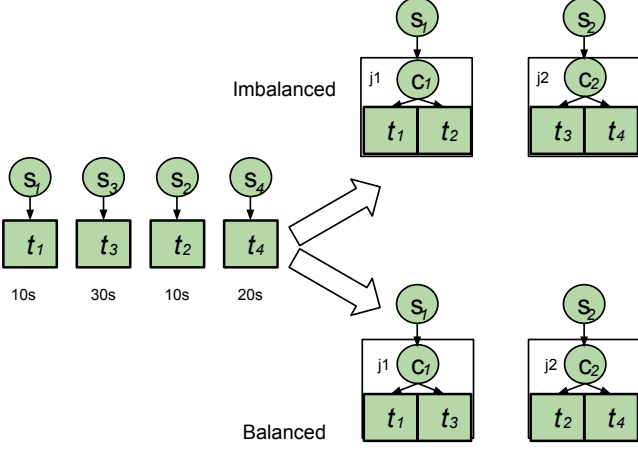 s1 s2
j1 c1 j2 c2
Imbalanced
t1 t2 t3 t4
s1 s3 s2 s4
t1 t3 t2 t4
10s 30s 10s 20s
s1 s2
j1 c1 j2 c2
t1 t3 t2 t4
Balanced